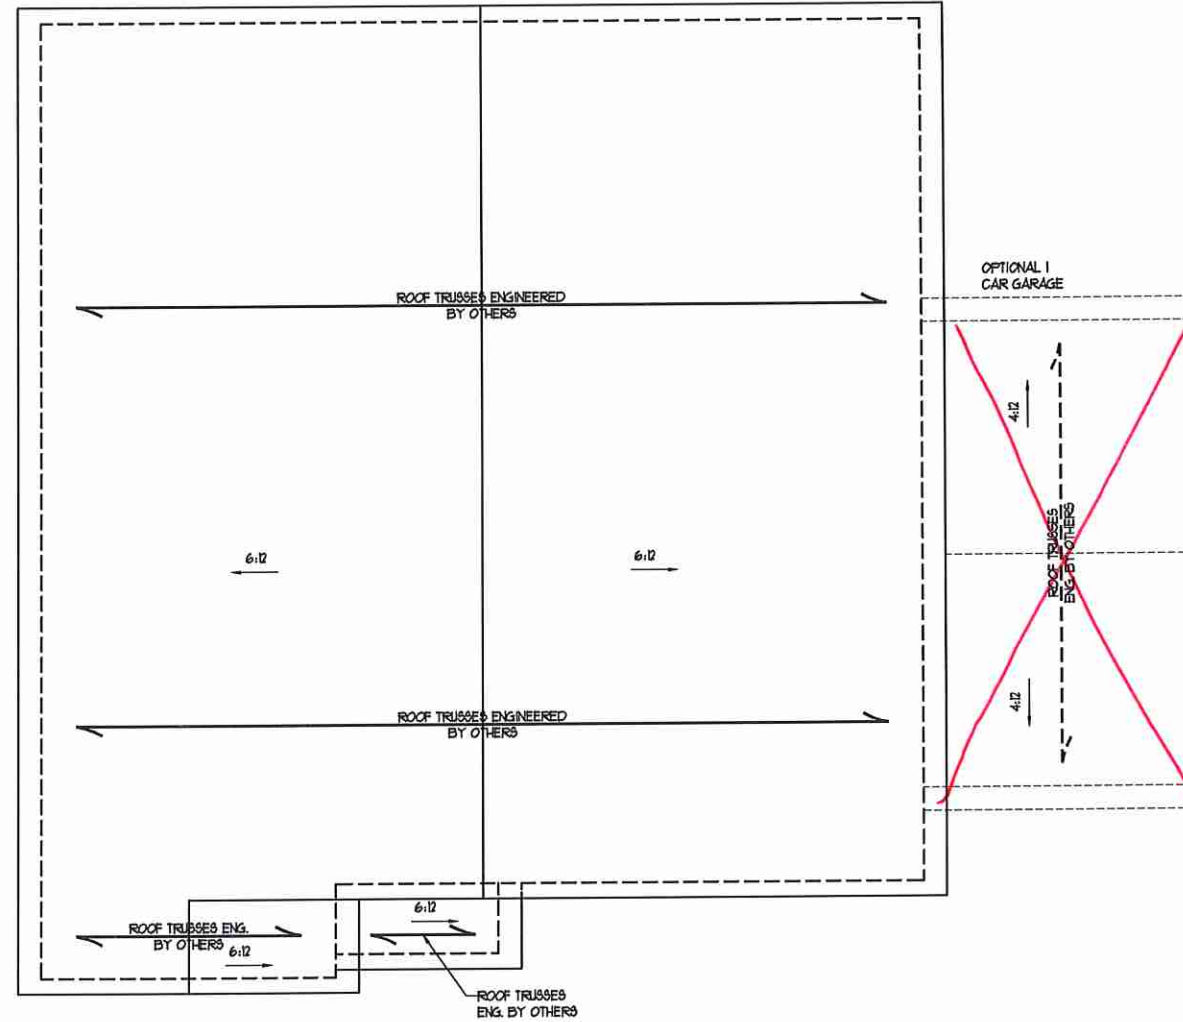 OPTIONAL 1
CAR GARAGE
ROOF TRUSSES ENGINEERED
BY OTHERS
4:12
ROOF TRUSSES
ENG. BY OTHERS
6:12
6:12
4:12
ROOF TRUSSES ENGINEERED
BY OTHERS
6:12
ROOF TRUSSES ENG.
BY OTHERS
6:12
ROOF TRUSSES
ENG. BY OTHERS